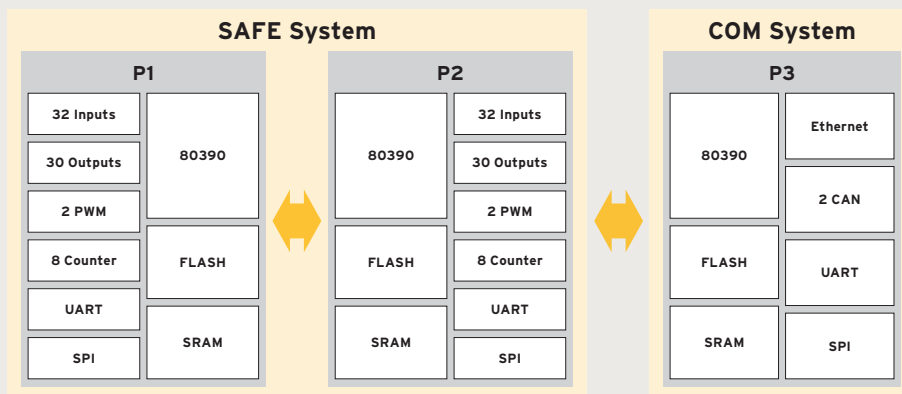 SAFE System
P1
32 Inputs
30 Outputs
2 PWM
8 Counter
UART
SPI
80390
FLASH
SRAM
P2
80390
FLASH
SRAM
32 Inputs
30 Outputs
2 PWM
8 Counter
UART
SPI
COM System
P3
80390
FLASH
SRAM
Ethernet
2 CAN
UART
SPI